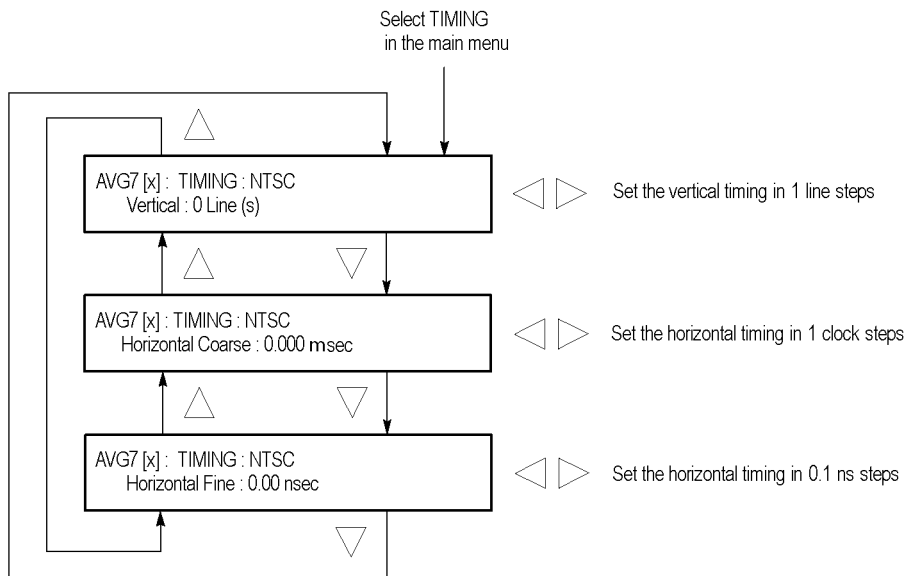 Select TIMING
in the main menu
AVG7 [x] : TIMING : NTSC
Vertical : 0 Line (s)
Set the vertical timing in 1 line steps
AVG7 [x] : TIMING : NTSC
Horizontal Coarse : 0.000 msec
Set the horizontal timing in 1 clock steps
AVG7 [x] : TIMING : NTSC
Horizontal Fine : 0.00 nsec
Set the horizontal timing in 0.1 ns steps